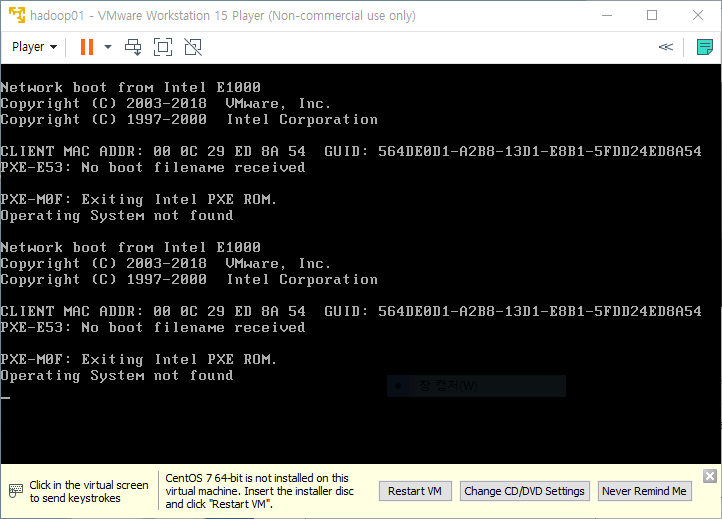 hadoop01 - VMware Workstation 15 Player (Non-commercial use only)
Player
Network boot from Intel E1000
Copyright (C) 2003-2018  VMware, Inc.
Copyright (C) 1997-2000  Intel Corporation
CLIENT MAC ADDR: 00 0C 29 ED 8A 54  GUID: 564DE0D1-A2B8-13D1-E8B1-5FDD24ED8A54
PXE-E53: No boot filename received
PXE-M0F: Exiting Intel PXE ROM.
Operating System not found
Network boot from Intel E1000
Copyright (C) 2003-2018  VMware, Inc.
Copyright (C) 1997-2000  Intel Corporation
CLIENT MAC ADDR: 00 0C 29 ED 8A 54  GUID: 564DE0D1-A2B8-13D1-E8B1-5FDD24ED8A54
PXE-E53: No boot filename received
PXE-M0F: Exiting Intel PXE ROM.
Operating System not found
창 캡처(W)
Click in the virtual screen
to send keystrokes
CentOS 7 64-bit is not installed on this
virtual machine. Insert the installer disc
and click "Restart VM".
Restart VM
Change CD/DVD Settings
Never Remind Me